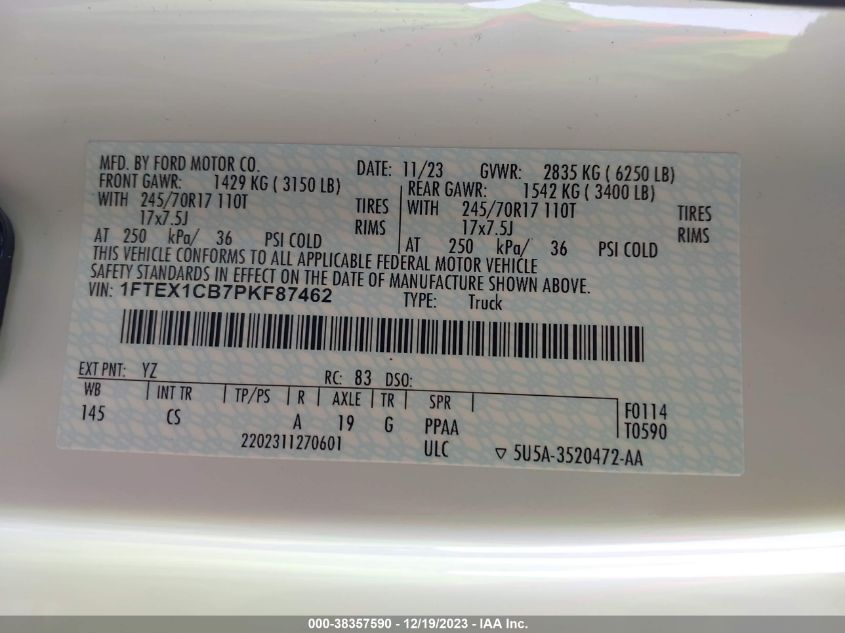 MFD. BY FORD MOTOR CO. DATE: 11/23 GVWR: 2835 KG ( 6250 LB)
FRONT GAWR: 1429 KG ( 3150 LB) REAR GAWR: 1542 KG ( 3400 LB)
WITH 245/70R17 110T TIRES WITH 245/70R17 110T TIRES
17x7.5J RIMS 17x7.5J RIMS
AT 250 kPa/ 36 PSI COLD AT 250 kPa/ 36 PSI COLD
THIS VEHICLE CONFORMS TO ALL APPLICABLE FEDERAL MOTOR VEHICLE
SAFETY STANDARDS IN EFFECT ON THE DATE OF MANUFACTURE SHOWN ABOVE.
VIN: 1FTEX1CB7PKF87462 TYPE: Truck
EXT PNT: YZ RC: 83 DSO:
WB INT TR TP/PS R AXLE TR SPR F0114
145 CS A 19 G PPAA T0590
2202311270601 ULC ▽ 5U5A-3520472-AA
000-38357590 - 12/19/2023 - IAA Inc.